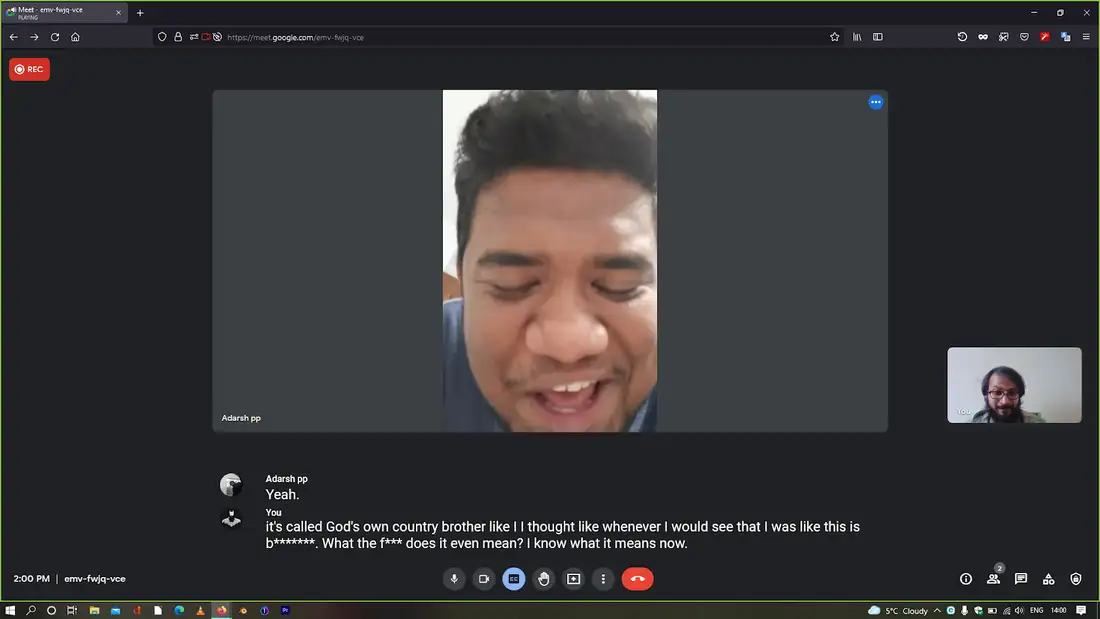 Meet - emv-fwjq-vce
PLAYING
https://meet.google.com/emv-fwjq-vce
REC
Adarsh pp
You
Adarsh pp
Yeah.
You
it's called God's own country brother like I I thought like whenever I would see that I was like this is
b*******. What the f*** does it even mean? I know what it means now.
2:00 PM | emv-fwjq-vce
CC
2
5°C Cloudy
ENG
14:00